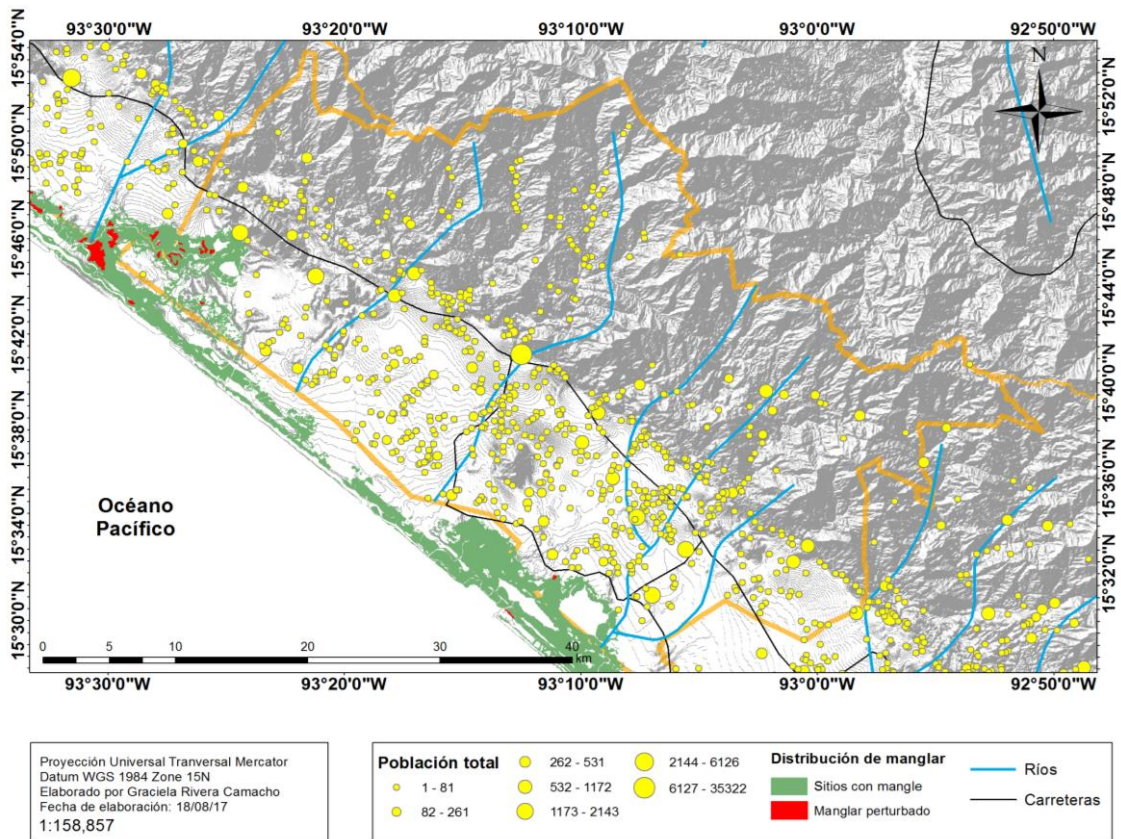 93°30'0"W 93°20'0"W 93°10'0"W 93°0'0"W 92°50'0"W
15°54'0"N
15°50'0"N
15°46'0"N
15°42'0"N
15°38'0"N
15°34'0"N
15°30'0"N
N
15°52'0"N
15°48'0"N
15°44'0"N
15°40'0"N
15°36'0"N
15°32'0"N
Océano
Pacífico
0 5 10 20 30 40
km
93°30'0"W 93°20'0"W 93°10'0"W 93°0'0"W 92°50'0"W
Proyección Universal Tranversal Mercator
Datum WGS 1984 Zone 15N
Elaborado por Graciela Rivera Camacho
Fecha de elaboración: 18/08/17
1:158,857
Población total
1 - 81
82 - 261
262 - 531
532 - 1172
1173 - 2143
2144 - 6126
6127 - 35322
Distribución de manglar
Sitios con mangle
Manglar perturbado
Ríos
Carreteras